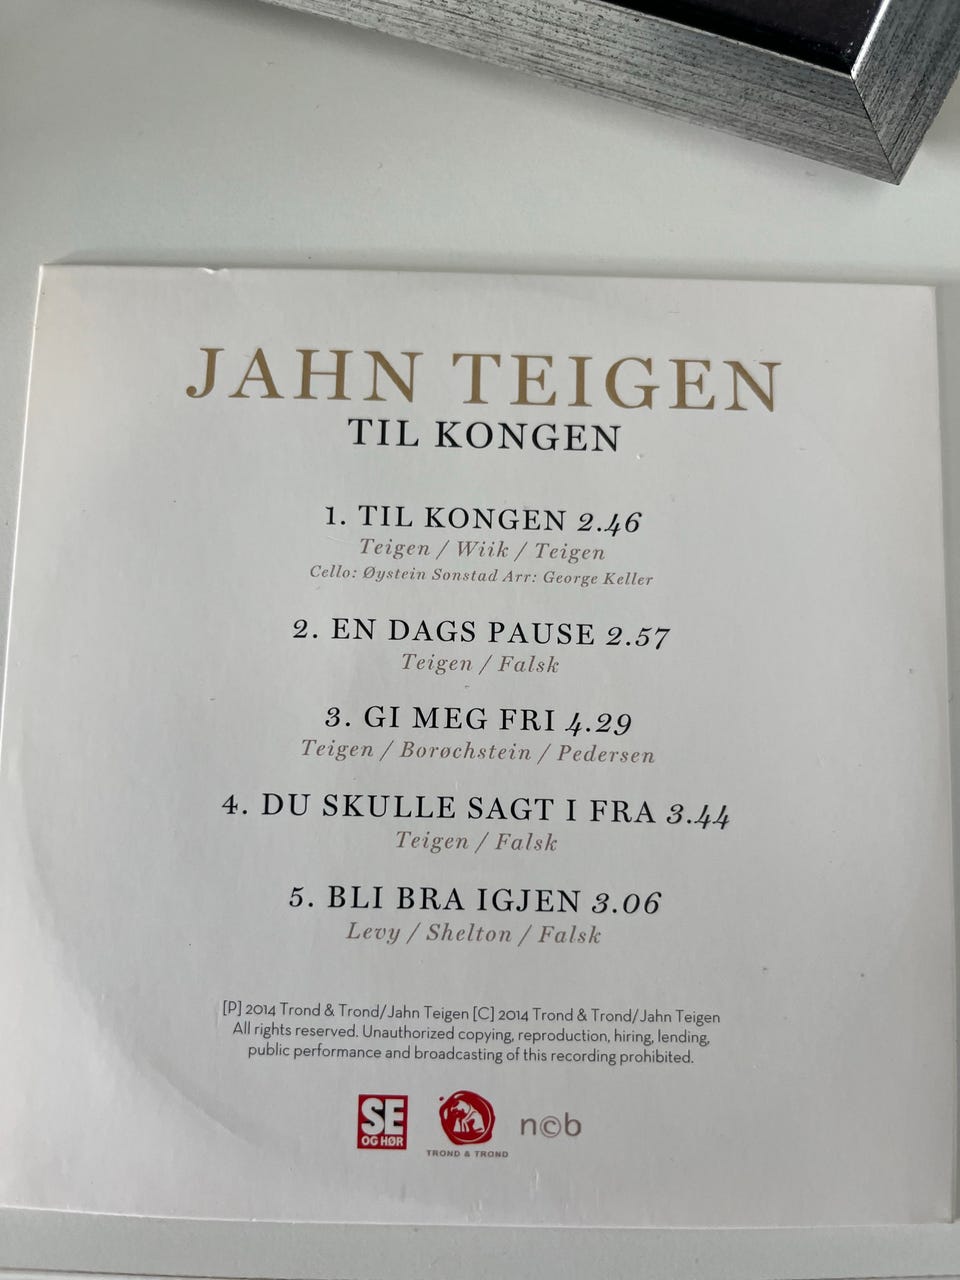 JAHN TEIGEN
TIL KONGEN
1. TIL KONGEN 2.46
Teigen / Wiik / Teigen
Cello: Øystein Sonstad Arr: George Keller
2. EN DAGS PAUSE 2.57
Teigen / Falsk
3. GI MEG FRI 4.29
Teigen / Borøchstein / Pedersen
4. DU SKULLE SAGT I FRA 3.44
Teigen / Falsk
5. BLI BRA IGJEN 3.06
Levy / Shelton / Falsk
[P] 2014 Trond & Trond/Jahn Teigen [C] 2014 Trond & Trond/Jahn Teigen
All rights reserved. Unauthorized copying, reproduction, hiring, lending,
public performance and broadcasting of this recording prohibited.
SE
OG HØR
TROND & TROND
n©b